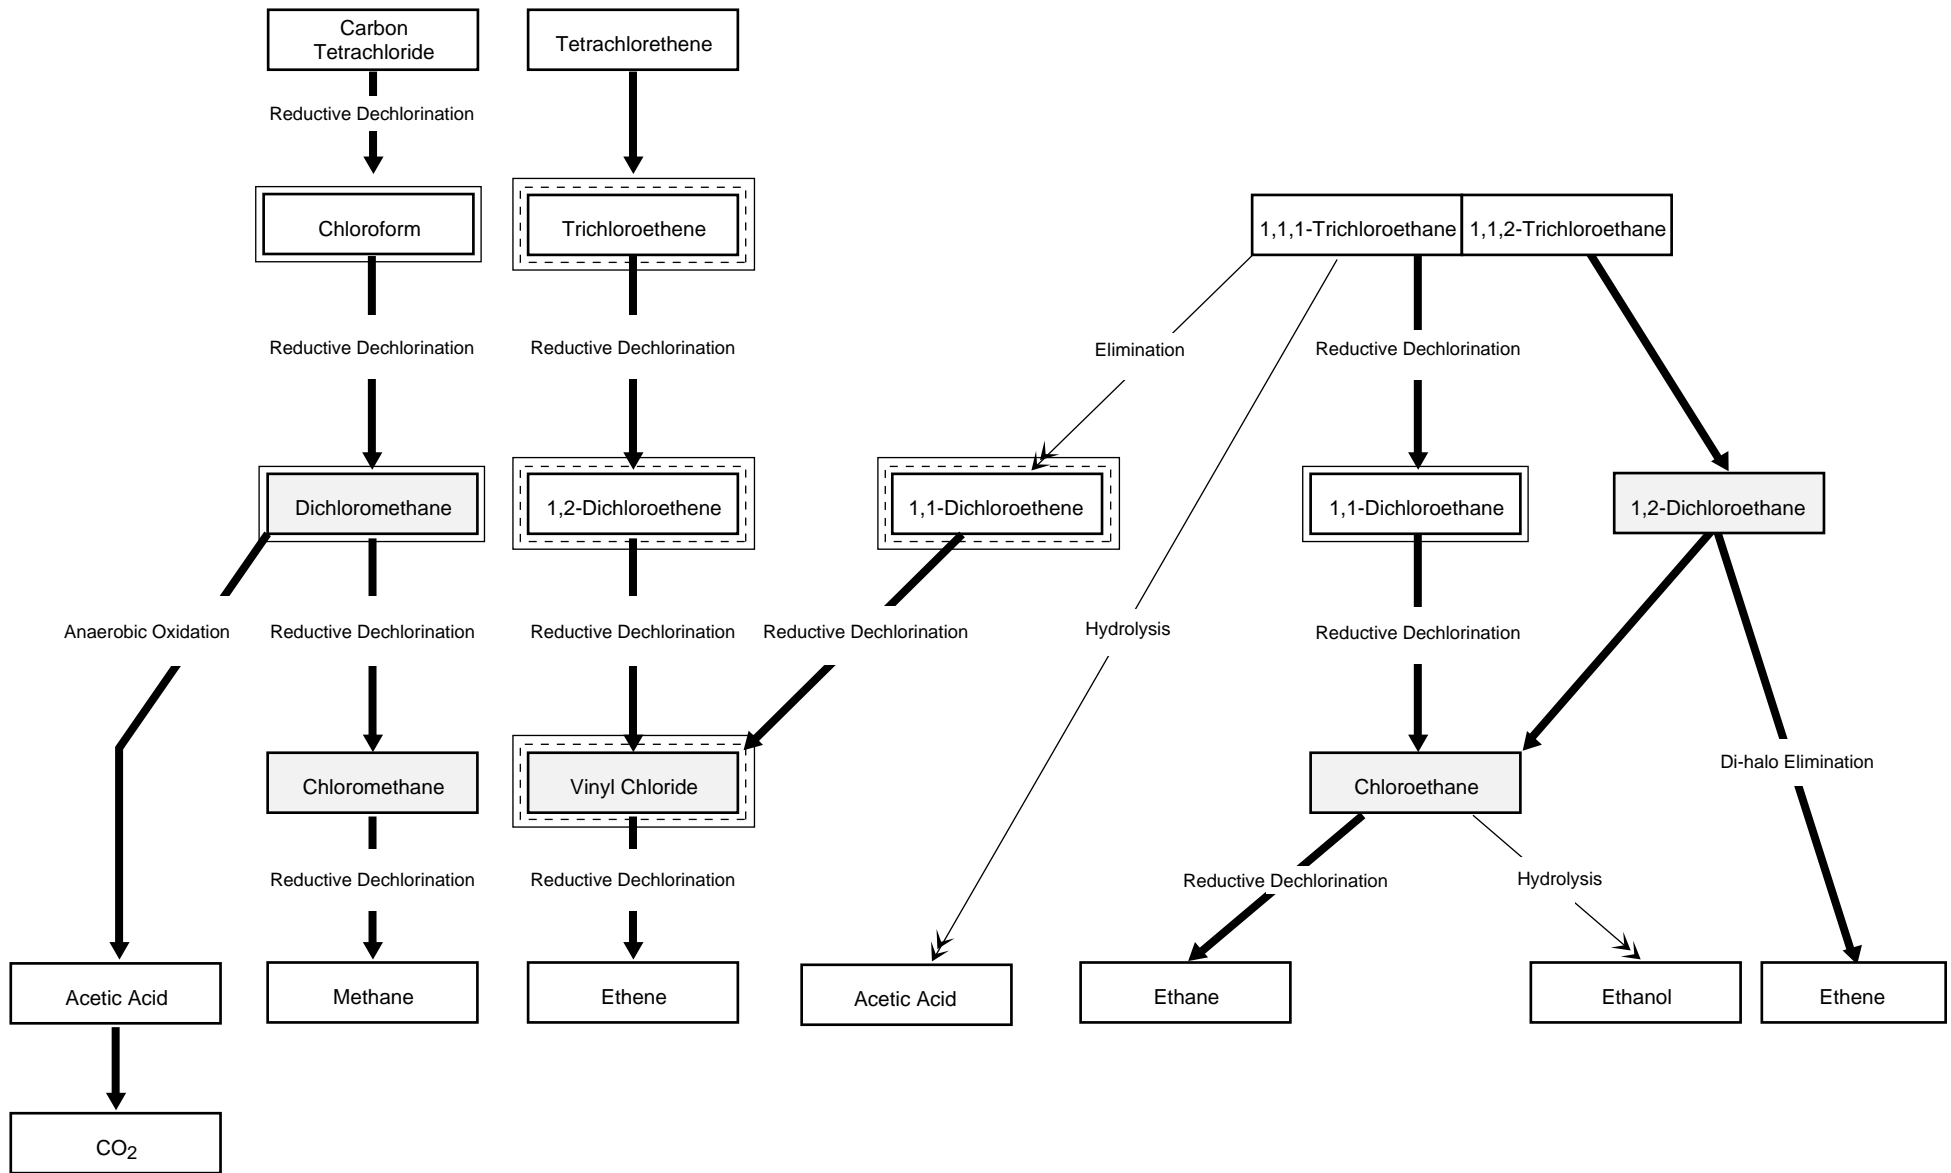 Carbon
Tetrachloride
Tetrachlorethene
Reductive Dechlorination
Chloroform
Trichloroethene
1,1,1-Trichloroethane
1,1,2-Trichloroethane
Reductive Dechlorination
Reductive Dechlorination
Elimination
Reductive Dechlorination
Dichloromethane
1,2-Dichloroethene
1,1-Dichloroethene
1,1-Dichloroethane
1,2-Dichloroethane
Anaerobic Oxidation
Reductive Dechlorination
Reductive Dechlorination
Reductive Dechlorination
Hydrolysis
Reductive Dechlorination
Chloromethane
Vinyl Chloride
Chloroethane
Di-halo Elimination
Reductive Dechlorination
Reductive Dechlorination
Reductive Dechlorination
Hydrolysis
Acetic Acid
Methane
Ethene
Acetic Acid
Ethane
Ethanol
Ethene
CO2